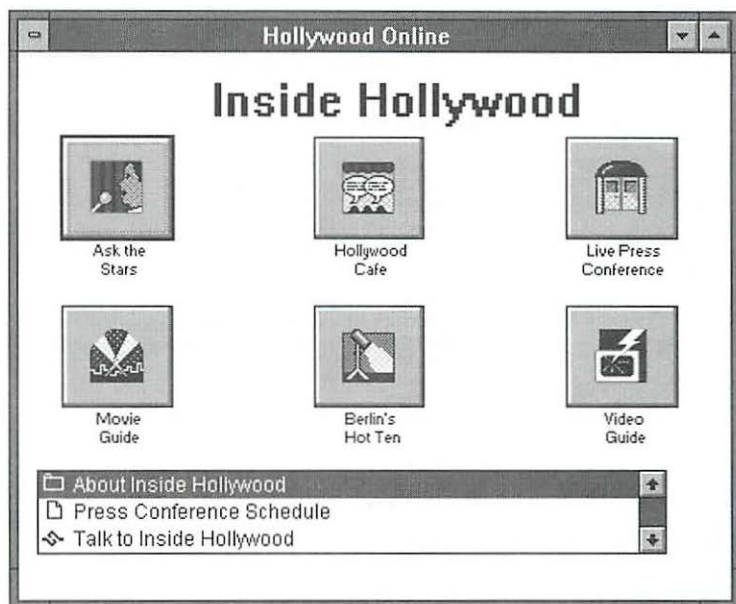 Hollywood Online
Inside Hollywood
Ask the
Stars
Hollywood
Cafe
Live Press
Conference
Movie
Guide
Berlin's
Hot Ten
Video
Guide
About Inside Hollywood
Press Conference Schedule
Talk to Inside Hollywood